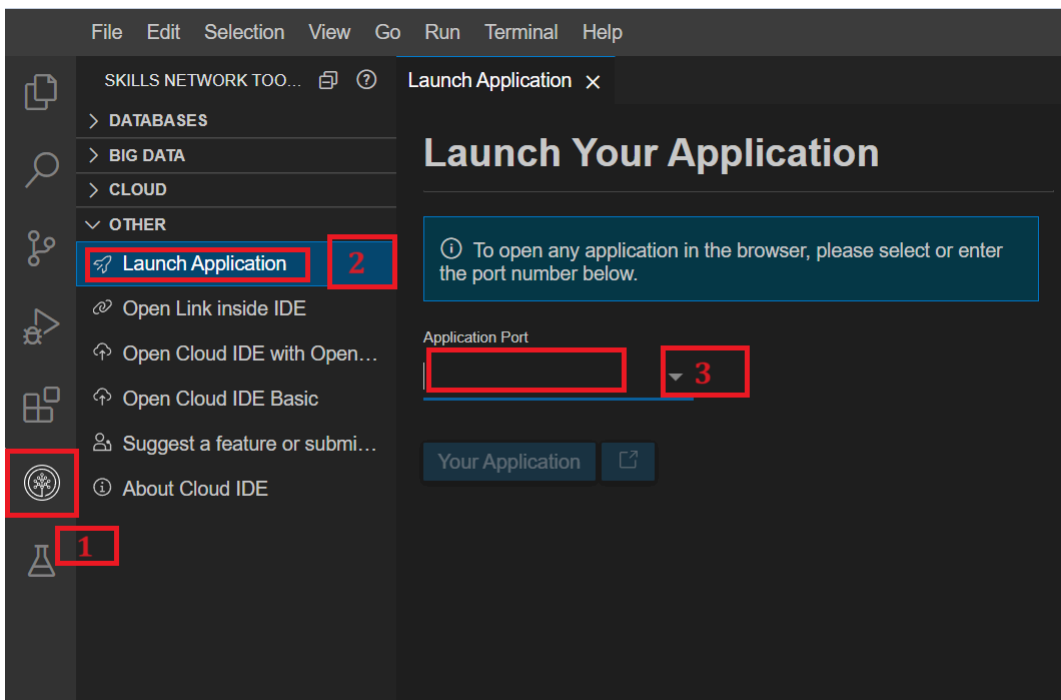 File Edit Selection View Go Run Terminal Help
SKILLS NETWORK TOO...
DATABASES
BIG DATA
CLOUD
OTHER
Launch Application 2
Open Link inside IDE
Open Cloud IDE with Open...
Open Cloud IDE Basic
Suggest a feature or submi...
About Cloud IDE
1
Launch Application
Launch Your Application
To open any application in the browser, please select or enter
the port number below.
Application Port
3
Your Application